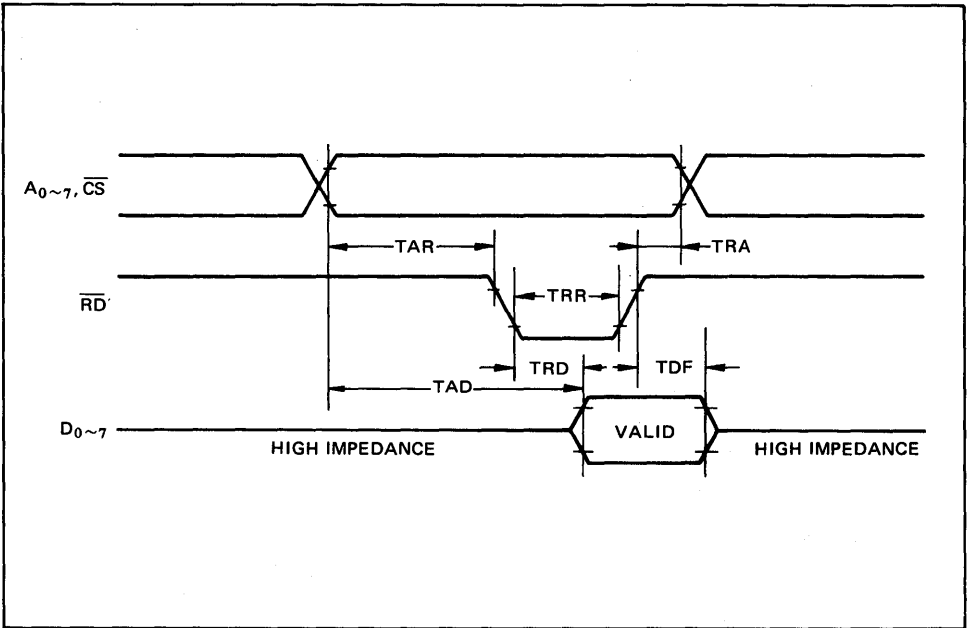 A0~7, CS
TAR
TRA
RD
TRR
TRD
TDF
TAD
D0~7
VALID
HIGH IMPEDANCE
HIGH IMPEDANCE